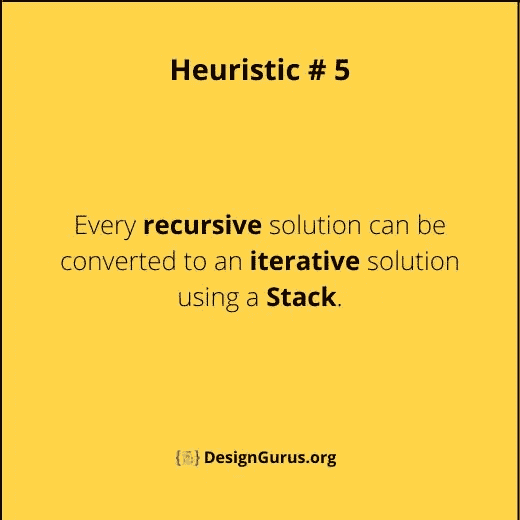 Heuristic # 5
Every recursive solution can be
converted to an iterative solution
using a Stack.
DesignGurus.org